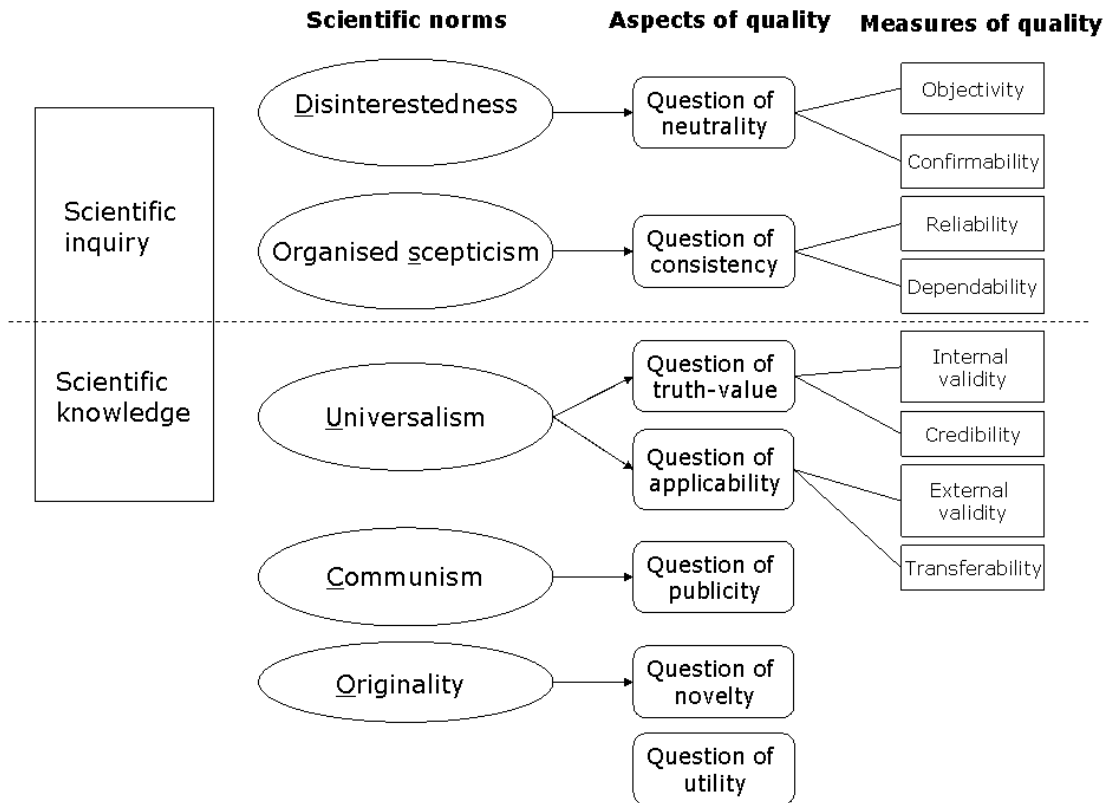 Scientific norms
Aspects of quality
Measures of quality
Scientific
inquiry
Scientific
knowledge
Disinterestedness
Organised scepticism
Universalism
Communism
Originality
Question of
neutrality
Question of
consistency
Question of
truth-value
Question of
applicability
Question of
publicity
Question of
novelty
Question of
utility
Objectivity
Confirmability
Reliability
Dependability
Internal
validity
Credibility
External
validity
Transferability